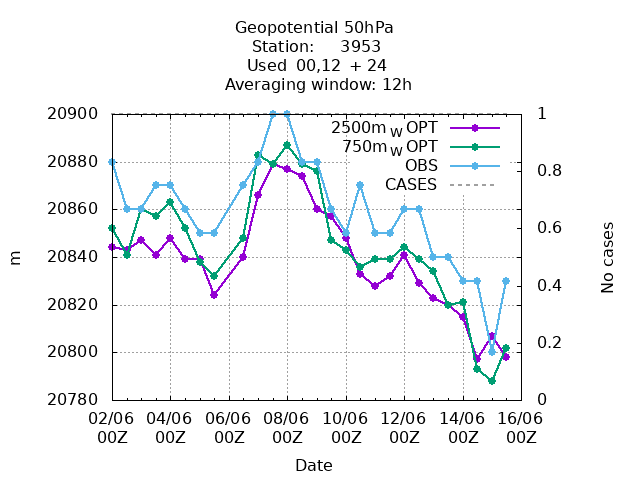 Geopotential 50hPa
Station: 3953
Used 00,12 + 24
Averaging window: 12h
20900
20880
20860
20840
20820
20800
20780
1
0.8
0.6
0.4
0.2
0
2500m w OPT
750m w OPT
OBS
CASES
m
No cases
02/06 04/06 06/06 08/06 10/06 12/06 14/06 16/06
00Z 00Z 00Z 00Z 00Z 00Z 00Z 00Z
Date